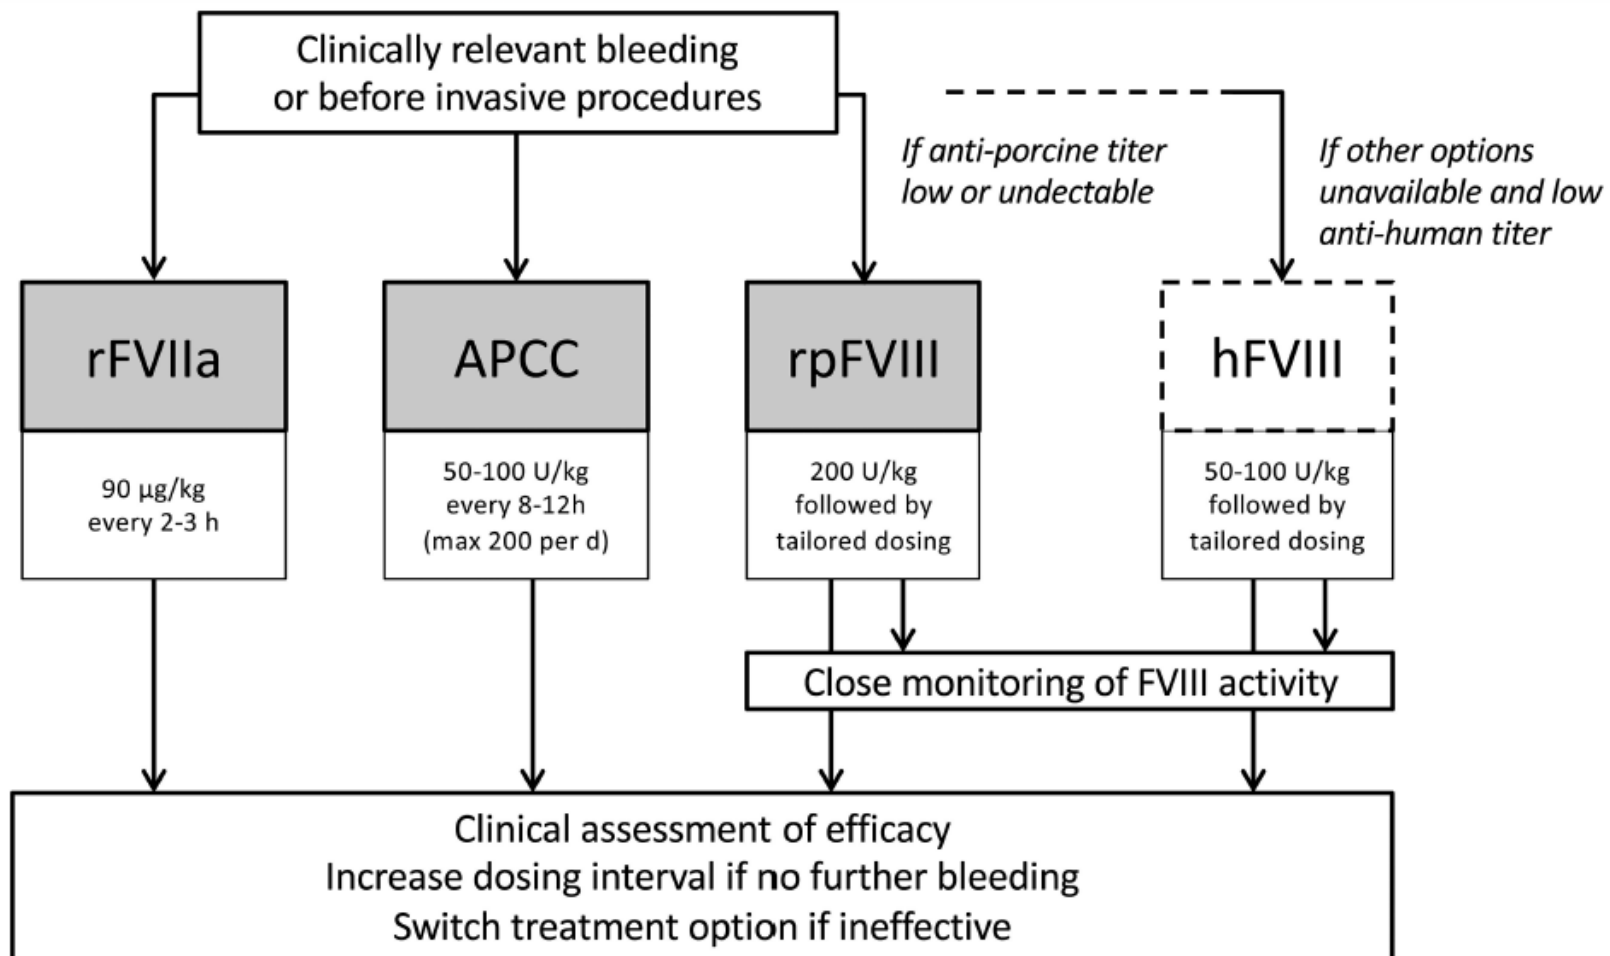 Clinically relevant bleeding
or before invasive procedures
If anti-porcine titer
low or undectable
If other options
unavailable and low
anti-human titer
rFVIIa
APCC
rpFVIII
hFVIII
90 µg/kg
every 2-3 h
50-100 U/kg
every 8-12h
(max 200 per d)
200 U/kg
followed by
tailored dosing
50-100 U/kg
followed by
tailored dosing
Close monitoring of FVIII activity
Clinical assessment of efficacy
Increase dosing interval if no further bleeding
Switch treatment option if ineffective